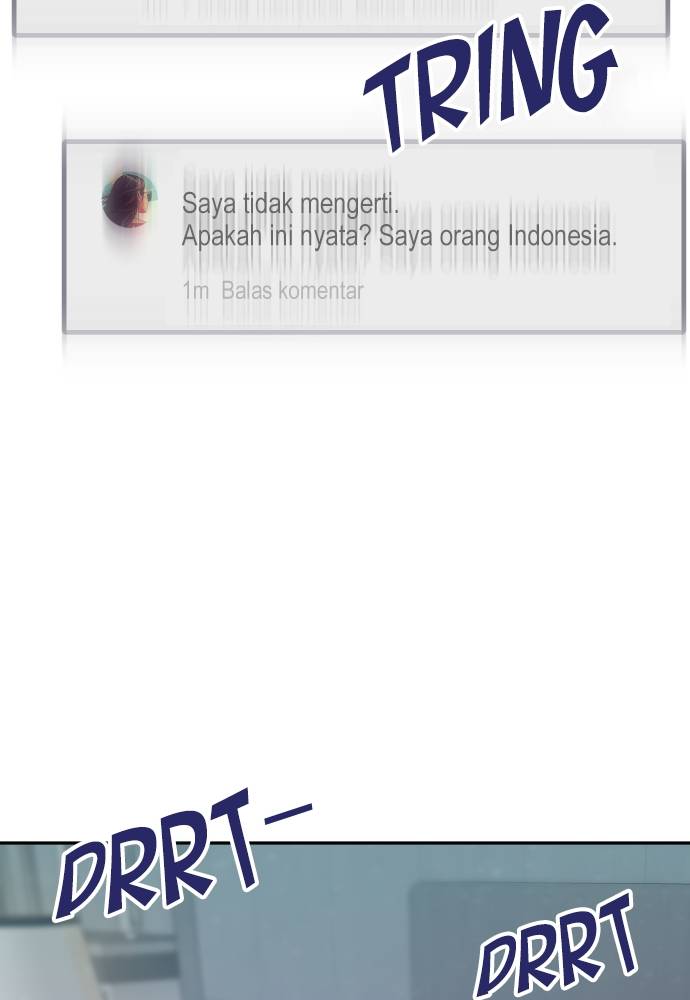 TRING
Saya tidak mengerti.
Apakah ini nyata? Saya orang Indonesia.
1m Balas komentar
DRRT–
DRRT